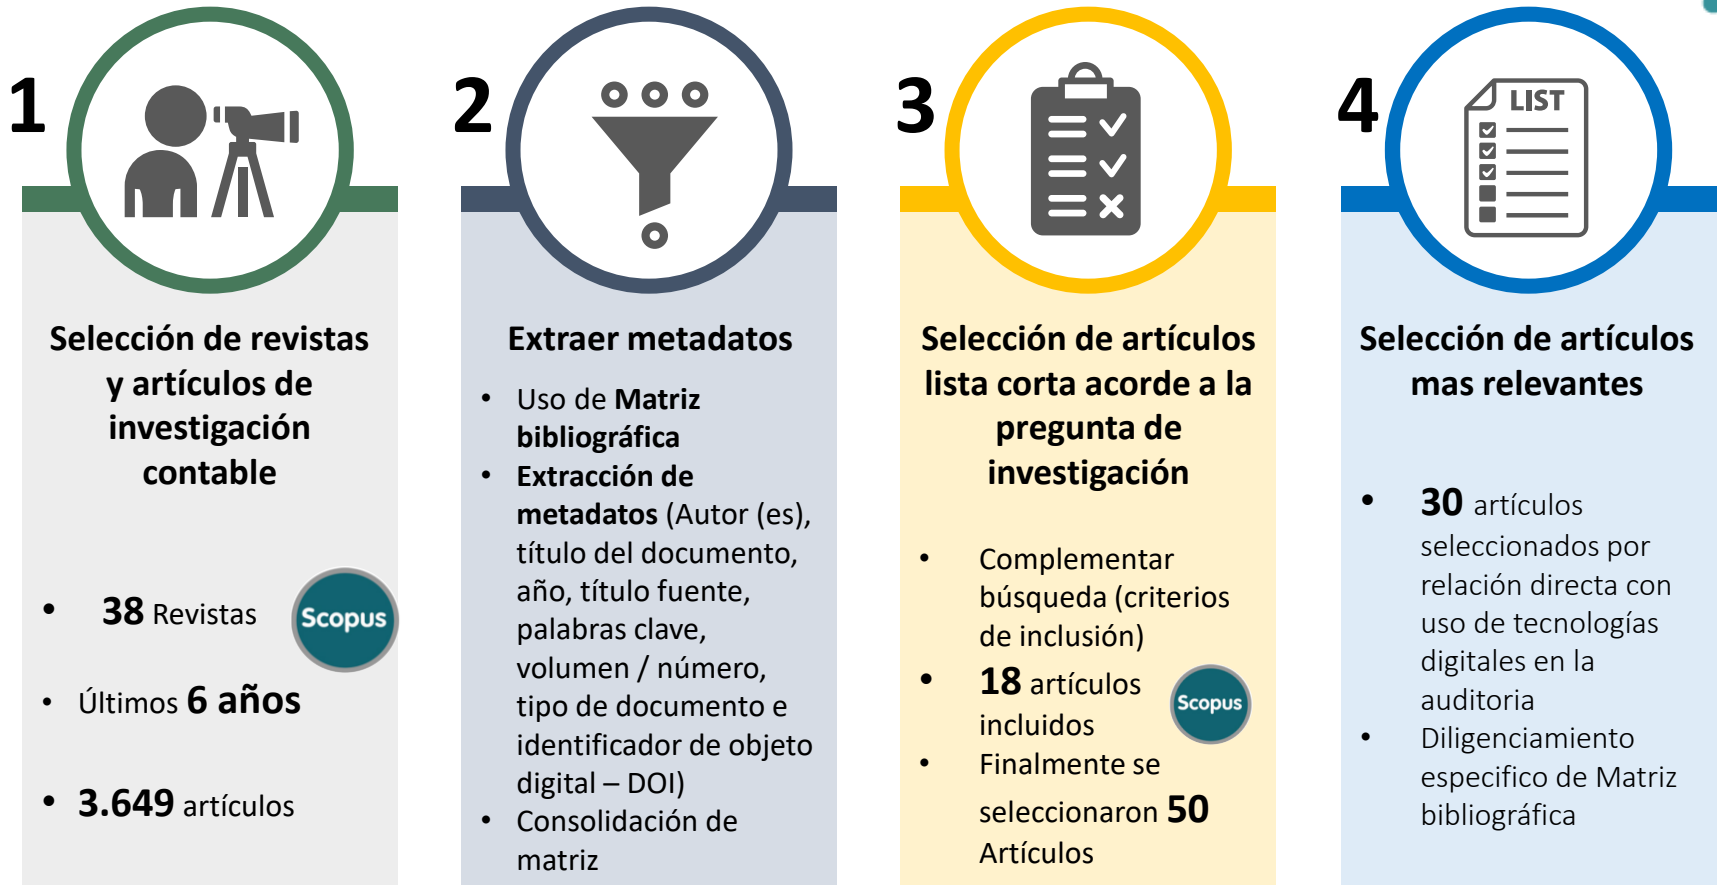 1
Selección de revistas
y artículos de
investigación
contable
• 38 Revistas
Scopus
• Últimos 6 años
• 3.649 artículos
2
Extraer metadatos
• Uso de Matriz
bibliográfica
• Extracción de
metadatos (Autor (es),
título del documento,
año, título fuente,
palabras clave,
volumen / número,
tipo de documento e
identificador de objeto
digital – DOI)
• Consolidación de
matriz
3
Selección de artículos
lista corta acorde a la
pregunta de
investigación
• Complementar
búsqueda (criterios
de inclusión)
• 18 artículos
incluidos
Scopus
• Finalmente se
seleccionaron 50
Artículos
4
LIST
Selección de artículos
mas relevantes
• 30 artículos
seleccionados por
relación directa con
uso de tecnologías
digitales en la
auditoria
• Diligenciamiento
especifico de Matriz
bibliográfica